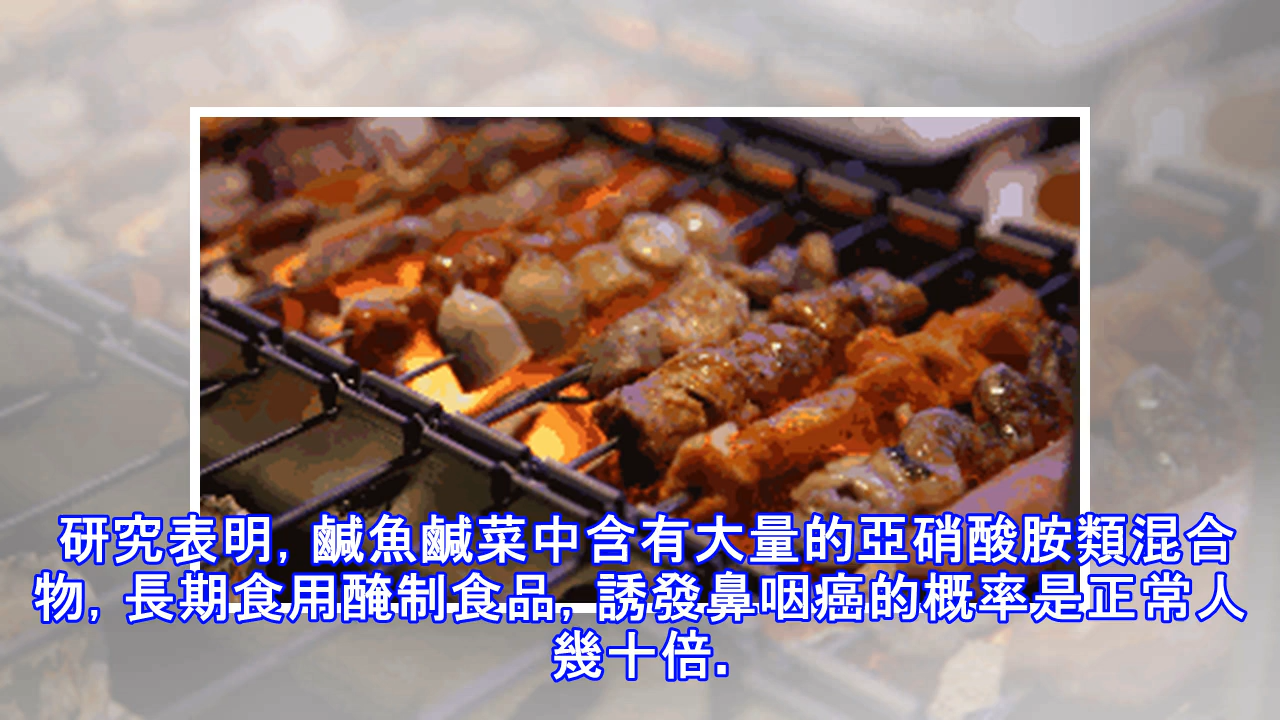 研究表明, 鹹魚鹹菜中含有大量的亞硝酸胺類混合
物, 長期食用醃制食品, 誘發鼻咽癌的概率是正常人
幾十倍.